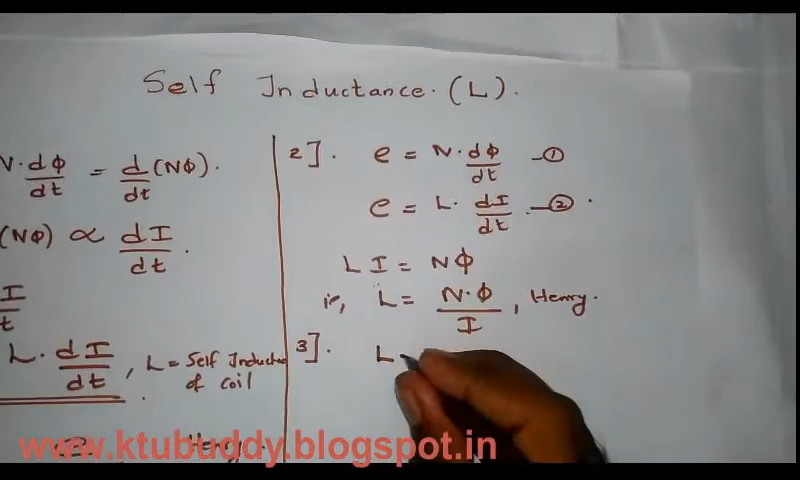 Self Inductance. (L).
N. dΦ/dt = d/dt (NΦ).
(NΦ) ∝ dI/dt.
I/t
L. dI/dt, L = Self Inductance of coil
Henry.
2]. e = N. dΦ/dt —①
e = L. dI/dt. —②.
L I = NΦ
ie, L = N.Φ/I, Henry.
3]. L
www.ktubuddy.blogspot.in